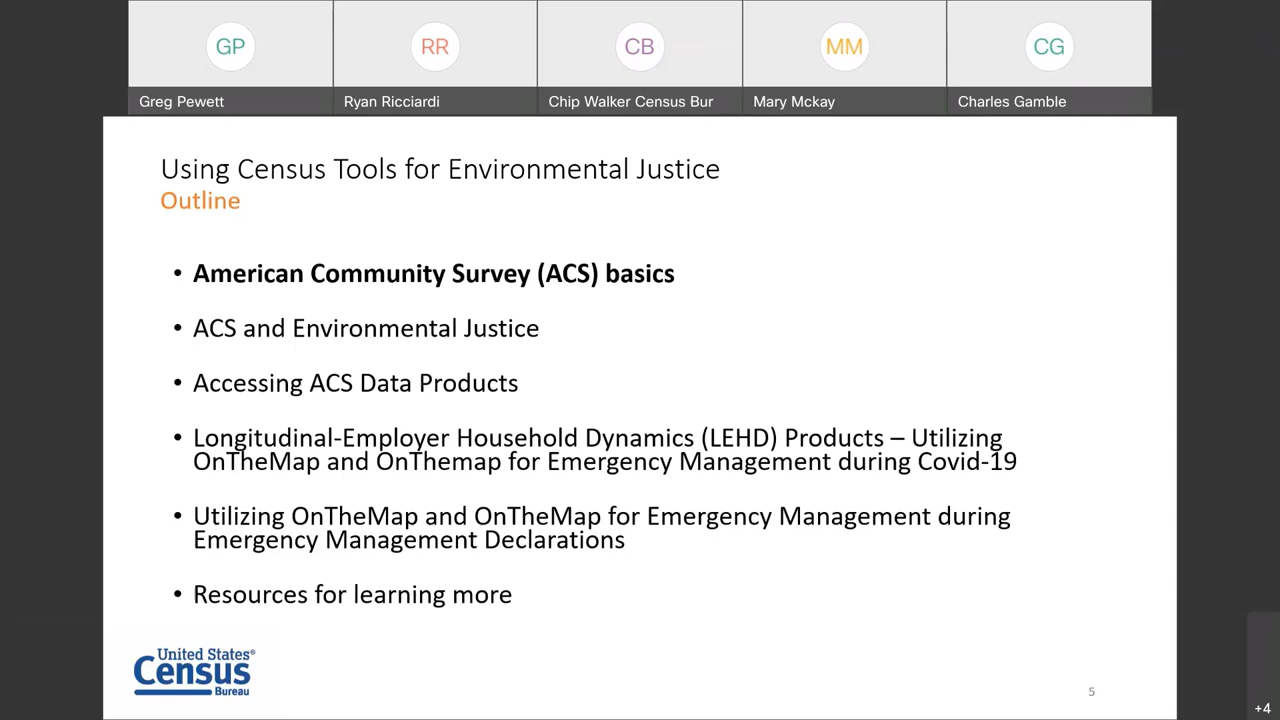 GP
RR
CB
MM
CG
Greg Pewett
Ryan Ricciardi
Chip Walker Census Bur
Mary Mckay
Charles Gamble
Using Census Tools for Environmental Justice
Outline
• American Community Survey (ACS) basics
• ACS and Environmental Justice
• Accessing ACS Data Products
• Longitudinal-Employer Household Dynamics (LEHD) Products – Utilizing
OnTheMap and OnThemap for Emergency Management during Covid-19
• Utilizing OnTheMap and OnTheMap for Emergency Management during
Emergency Management Declarations
• Resources for learning more
United States®
Census
Bureau
5
+4